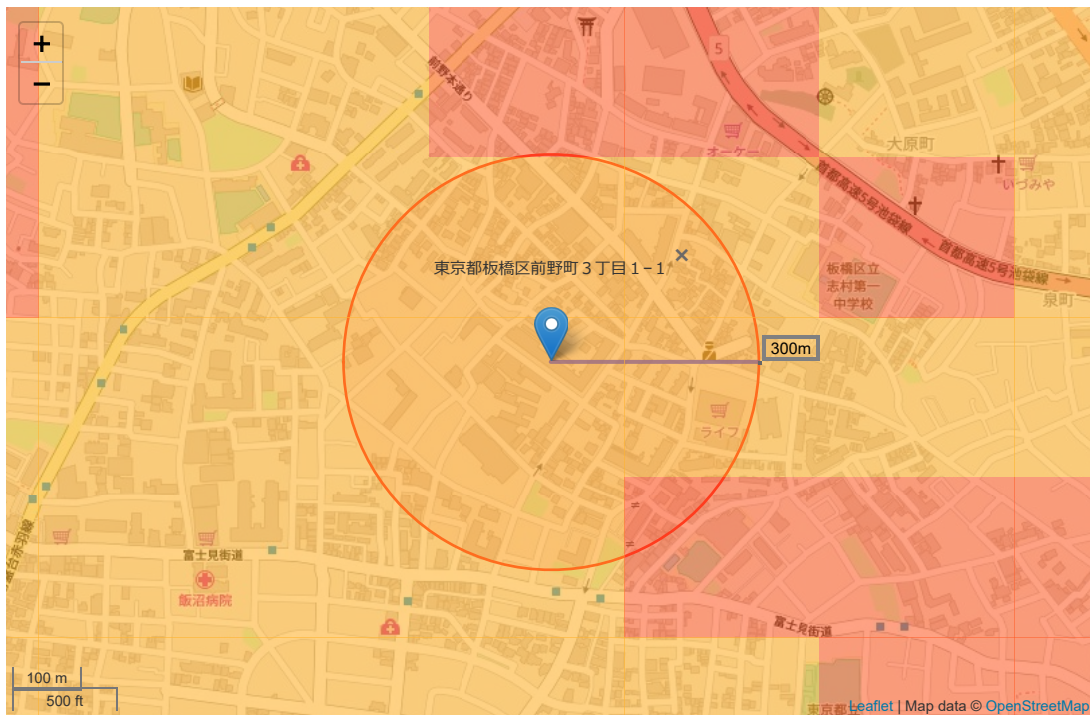 +
−
5
前野本通り
オーケー
大原町
いづみや
首都高速5号池袋線
首都高速5号池袋線
東京都板橋区前野町３丁目１−１
板橋区立
志村第一
中学校
泉町
300m
ライフ
富士見街道
飯沼病院
富士見街道
100 m
500 ft
Leaflet | Map data © OpenStreetMap